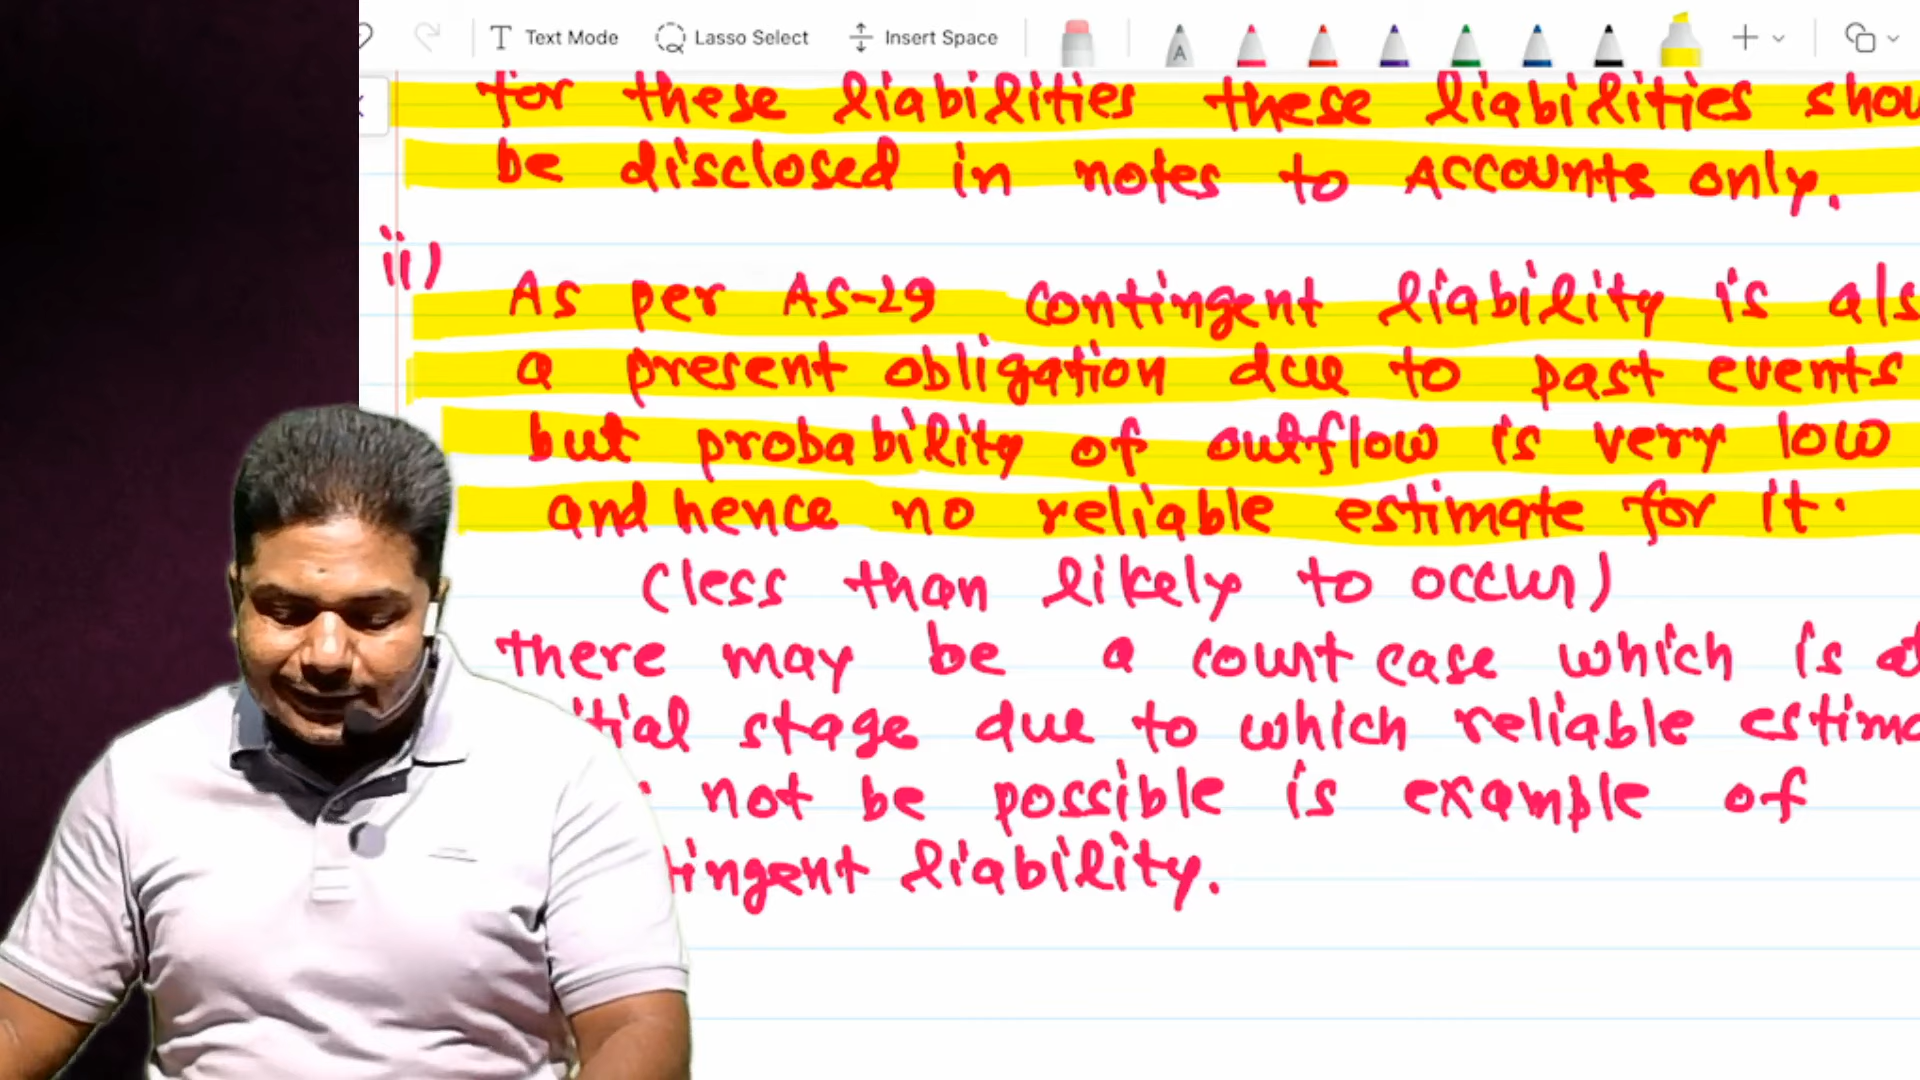 Text Mode Lasso Select Insert Space
A
for these liabilities these liabilities shou
be disclosed in notes to Accounts only.
ii)
As per AS-29 contingent liability is als
a present obligation due to past events
but probability of outflow is very low
and hence no reliable estimate for it.
(less than likely to occur)
there may be a court case which is at
itial stage due to which reliable estima
not be possible is example of
tingent liability.